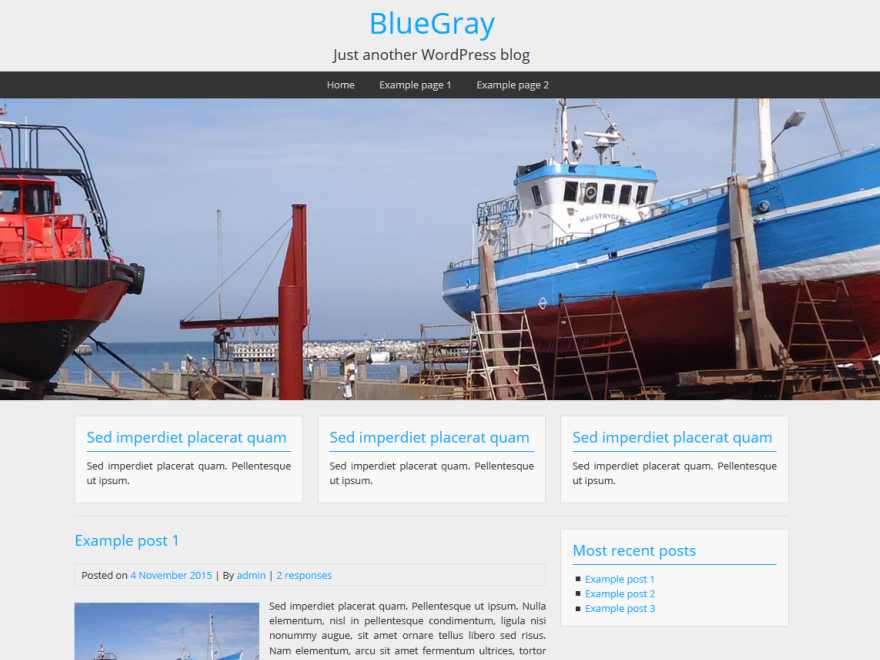 BlueGray
Just another WordPress blog
Home Example page 1 Example page 2
HAVSTRYGEREN
Sed imperdiet placerat quam
Sed imperdiet placerat quam. Pellentesque
ut ipsum.
Sed imperdiet placerat quam
Sed imperdiet placerat quam. Pellentesque
ut ipsum.
Sed imperdiet placerat quam
Sed imperdiet placerat quam. Pellentesque
ut ipsum.
Example post 1
Posted on 4 November 2015 | By admin | 2 responses
Sed imperdiet placerat quam. Pellentesque ut ipsum. Nulla
elementum, nisl in pellentesque condimentum, ligula nisi
nonummy augue, sit amet ornare tellus libero sed risus.
Nam elementum, arcu sit amet fermentum ultrices, tortor
Most recent posts
Example post 1
Example post 2
Example post 3